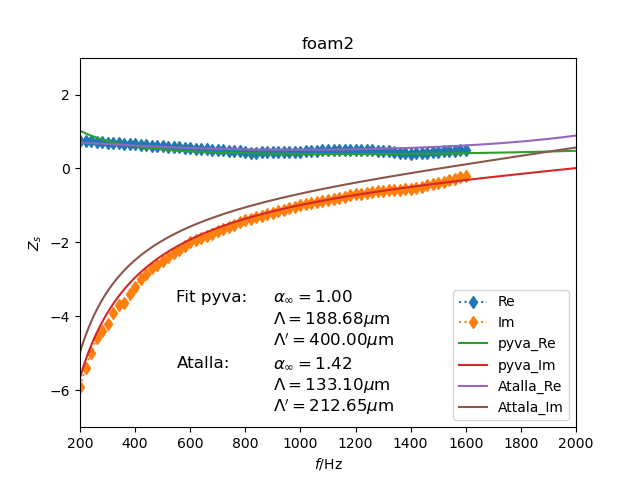 foam2
2
0
−2
−4
−6
Z_s
Fit pyva: α∞ = 1.00
Λ = 188.68μm
Λ′ = 400.00μm
Atalla: α∞ = 1.42
Λ = 133.10μm
Λ′ = 212.65μm
Re
Im
pyva_Re
pyva_Im
Atalla_Re
Attala_Im
200 400 600 800 1000 1200 1400 1600 1800 2000
f/Hz